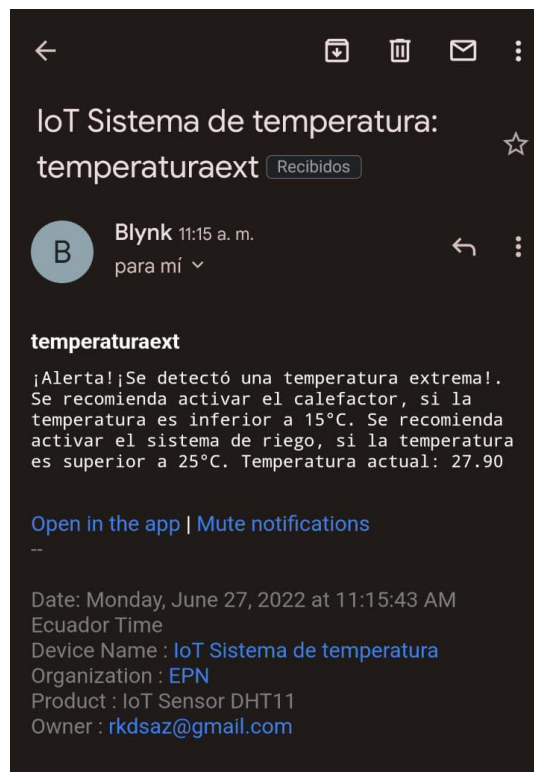 IoT Sistema de temperatura:
temperaturaext Recibidos
B
Blynk 11:15 a. m.
para mí
temperaturaext
¡Alerta!¡Se detectó una temperatura extrema!.
Se recomienda activar el calefactor, si la
temperatura es inferior a 15°C. Se recomienda
activar el sistema de riego, si la temperatura
es superior a 25°C. Temperatura actual: 27.90
Open in the app | Mute notifications
--
Date: Monday, June 27, 2022 at 11:15:43 AM
Ecuador Time
Device Name : IoT Sistema de temperatura
Organization : EPN
Product : IoT Sensor DHT11
Owner : rkdsaz@gmail.com